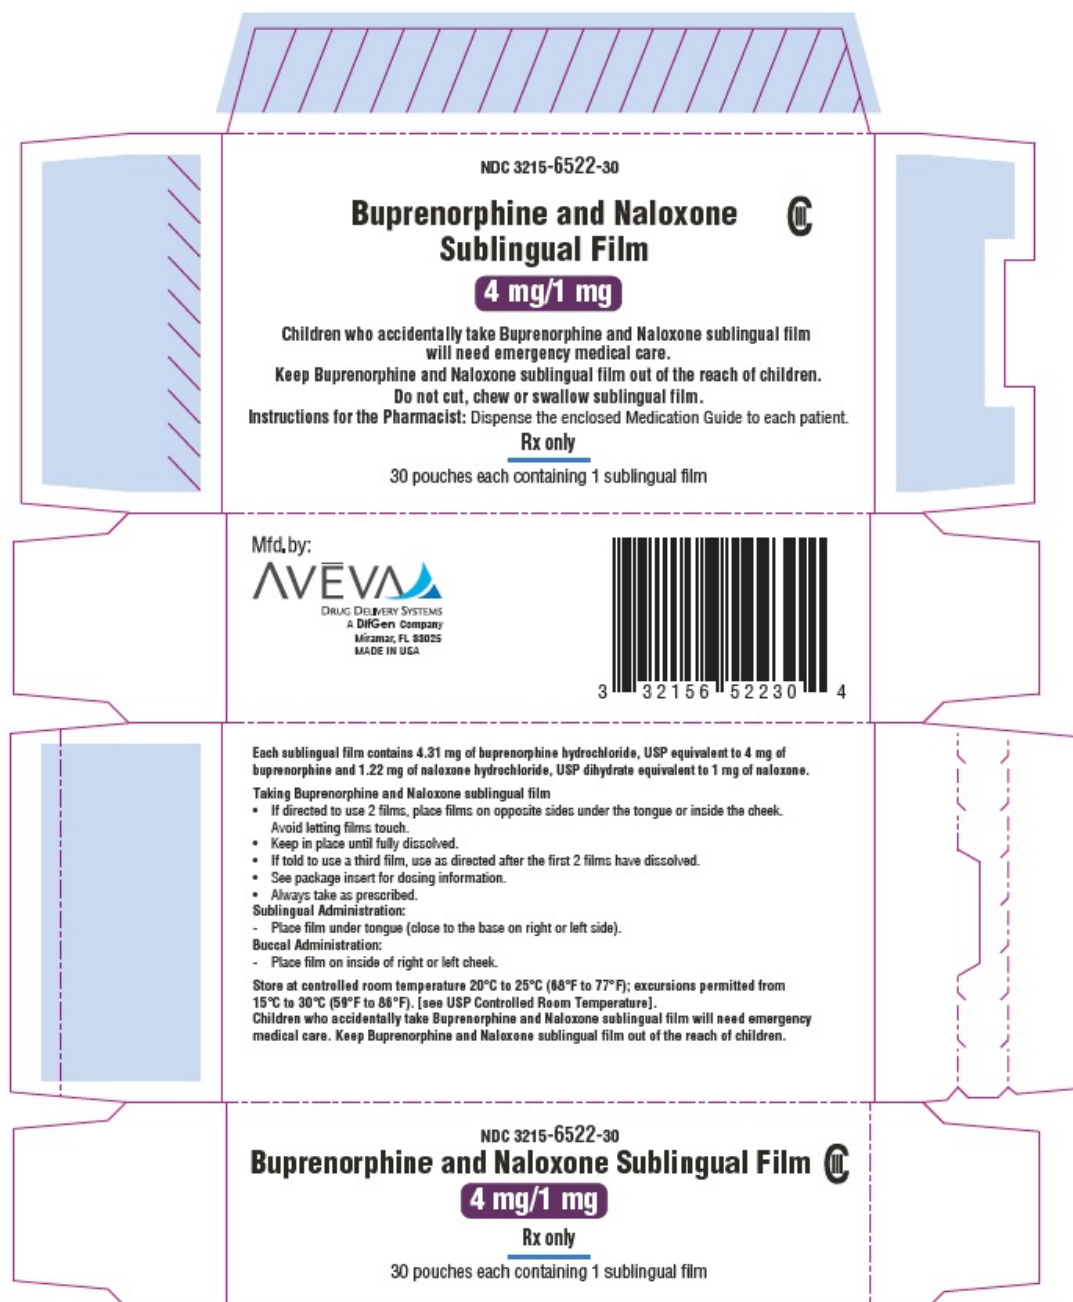 NDC 3215-6522-30
Buprenorphine and Naloxone
Sublingual Film
CIII
4 mg/1 mg
Children who accidentally take Buprenorphine and Naloxone sublingual film
will need emergency medical care.
Keep Buprenorphine and Naloxone sublingual film out of the reach of children.
Do not cut, chew or swallow sublingual film.
Instructions for the Pharmacist: Dispense the enclosed Medication Guide to each patient.
Rx only
30 pouches each containing 1 sublingual film
Mfd.by:
AVĒVA
DRUG DELIVERY SYSTEMS
A DifGen Company
Miramar, FL 33025
MADE IN USA
3 32156 52230 4
Each sublingual film contains 4.31 mg of buprenorphine hydrochloride, USP equivalent to 4 mg of
buprenorphine and 1.22 mg of naloxone hydrochloride, USP dihydrate equivalent to 1 mg of naloxone.
Taking Buprenorphine and Naloxone sublingual film
• If directed to use 2 films, place films on opposite sides under the tongue or inside the cheek.
Avoid letting films touch.
• Keep in place until fully dissolved.
• If told to use a third film, use as directed after the first 2 films have dissolved.
• See package insert for dosing information.
• Always take as prescribed.
Sublingual Administration:
- Place film under tongue (close to the base on right or left side).
Buccal Administration:
- Place film on inside of right or left cheek.
Store at controlled room temperature 20°C to 25°C (68°F to 77°F); excursions permitted from
15°C to 30°C (59°F to 86°F). [see USP Controlled Room Temperature].
Children who accidentally take Buprenorphine and Naloxone sublingual film will need emergency
medical care. Keep Buprenorphine and Naloxone sublingual film out of the reach of children.
NDC 3215-6522-30
Buprenorphine and Naloxone Sublingual Film CIII
4 mg/1 mg
Rx only
30 pouches each containing 1 sublingual film